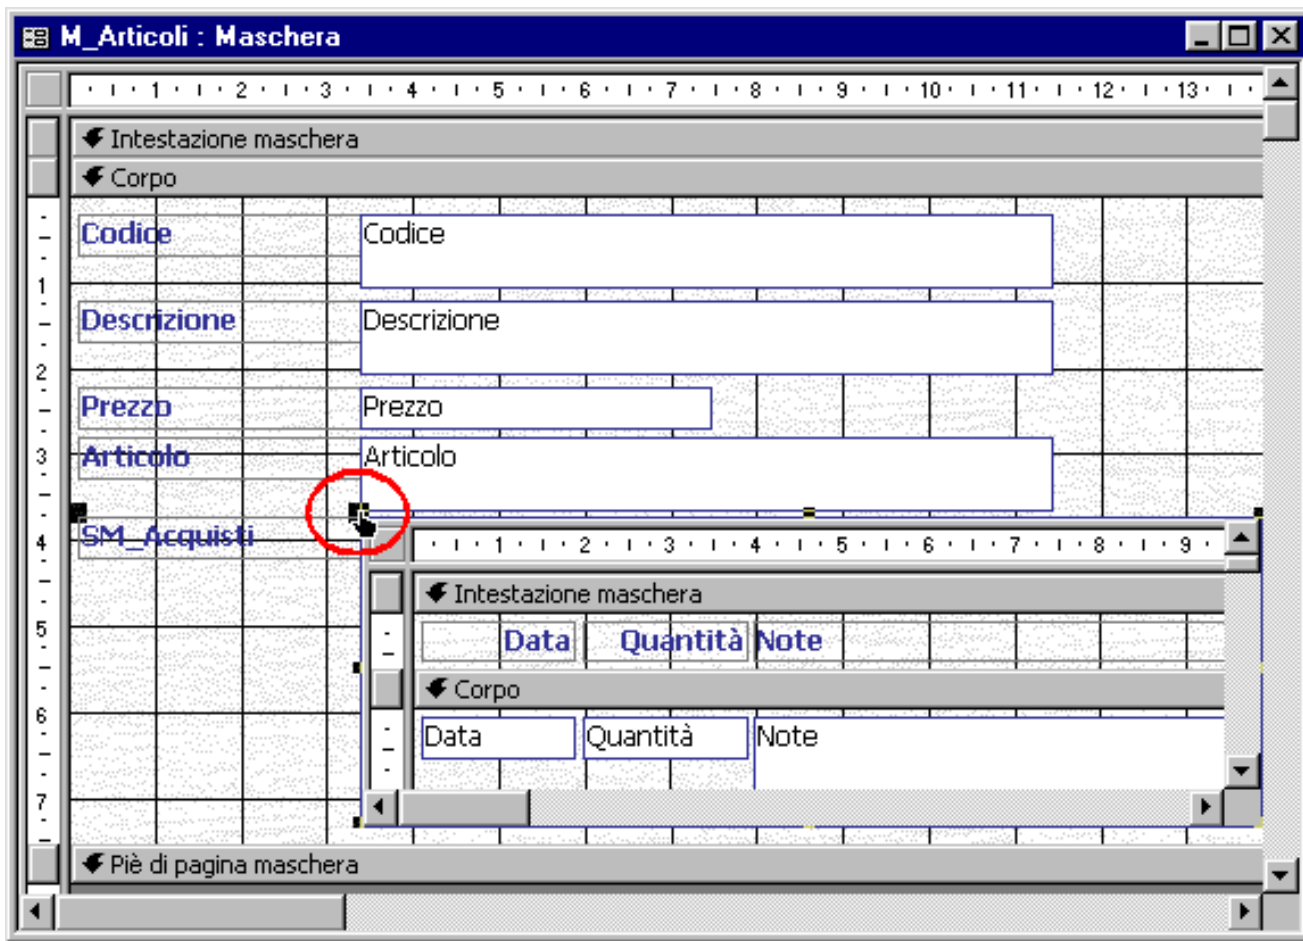 M_Articoli : Maschera
1 2 3 4 5 6 7 8 9 10 11 12 13
Intestazione maschera
Corpo
Codice Codice
1
Descrizione Descrizione
2
Prezzo Prezzo
3 Articolo Articolo
4 SM_Acquisti 1 2 3 4 5 6 7 8 9
Intestazione maschera
5 Data Quantità Note
Corpo
6 Data Quantità Note
7
Piè di pagina maschera